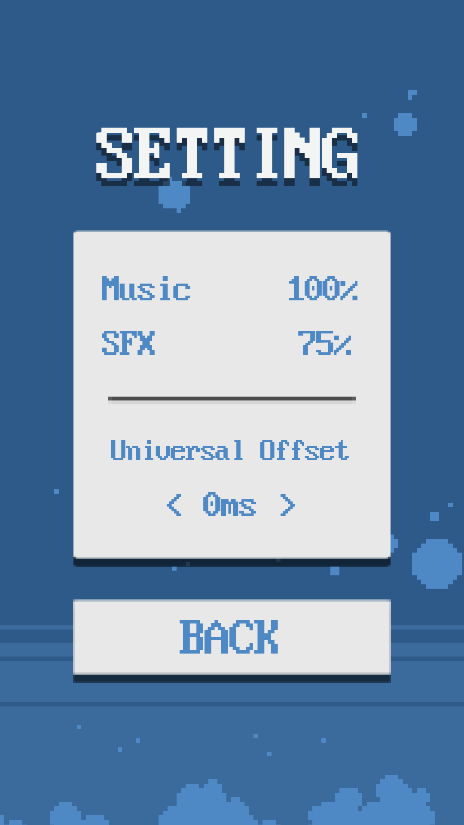 SETTING
Music 100%
SFX 75%
Universal Offset
< 0ms >
BACK